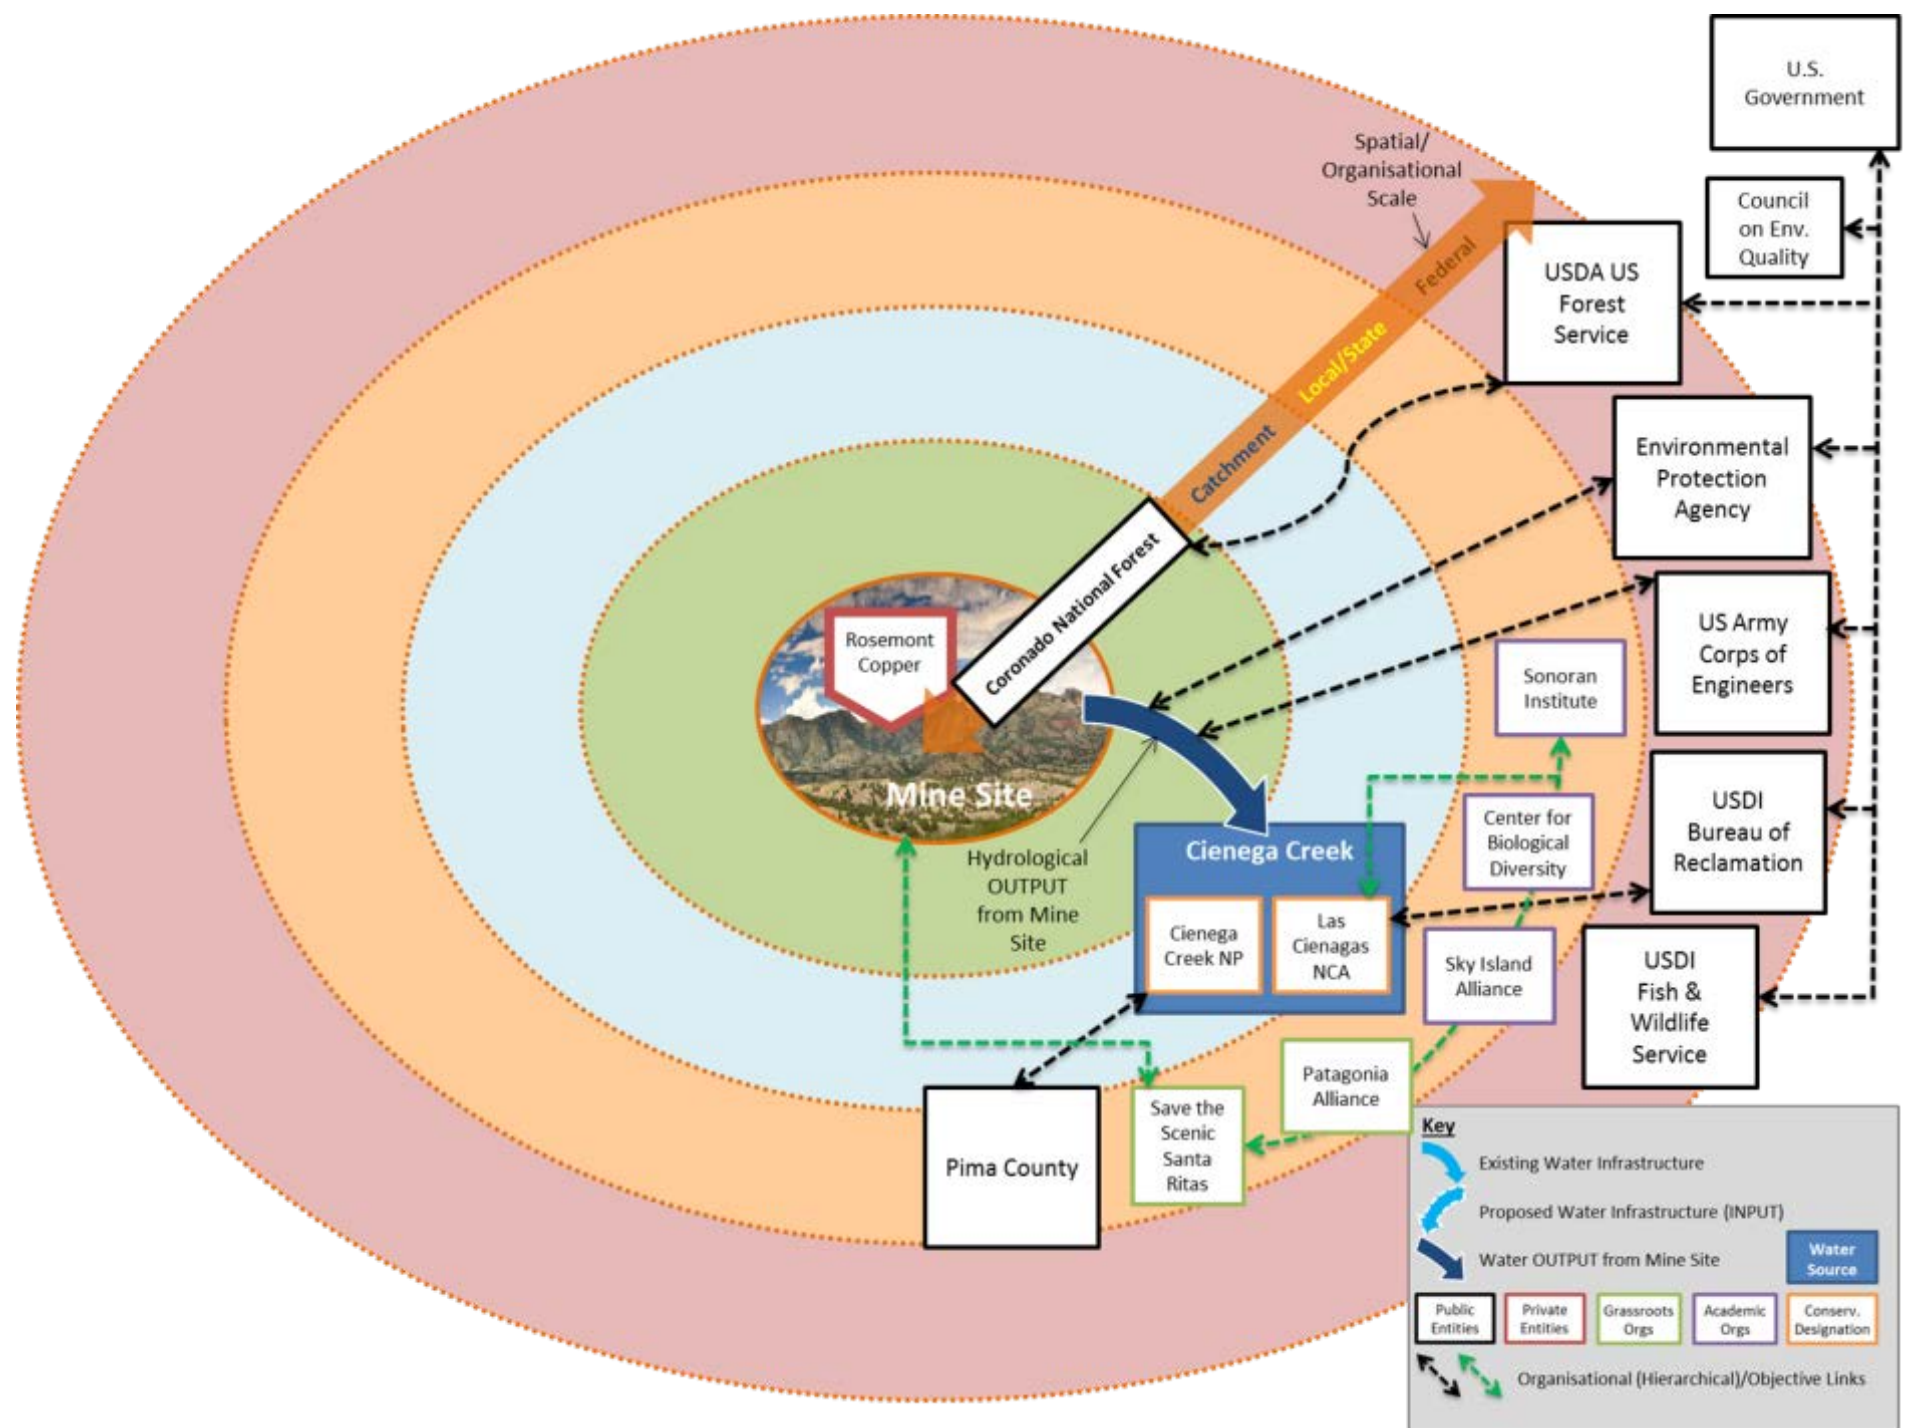 U.S.
Government
Spatial/
Organisational
Scale
Council
on Env.
Quality
Federal
USDA US
Forest
Service
Local/State
Catchment
Environmental
Protection
Agency
Coronado National Forest
Rosemont
Copper
US Army
Corps of
Engineers
Sonoran
Institute
Mine Site
USDI
Bureau of
Reclamation
Center for
Biological
Diversity
Hydrological
OUTPUT
from Mine
Site
Cienega Creek
Cienega
Creek NP
Las
Cienagas
NCA
Sky Island
Alliance
USDI
Fish &
Wildlife
Service
Patagonia
Alliance
Save the
Scenic
Santa
Ritas
Pima County
Key
Existing Water Infrastructure
Proposed Water Infrastructure (INPUT)
Water OUTPUT from Mine Site
Water
Source
Public
Entities
Private
Entities
Grassroots
Orgs
Academic
Orgs
Conserv.
Designation
Organisational (Hierarchical)/Objective Links